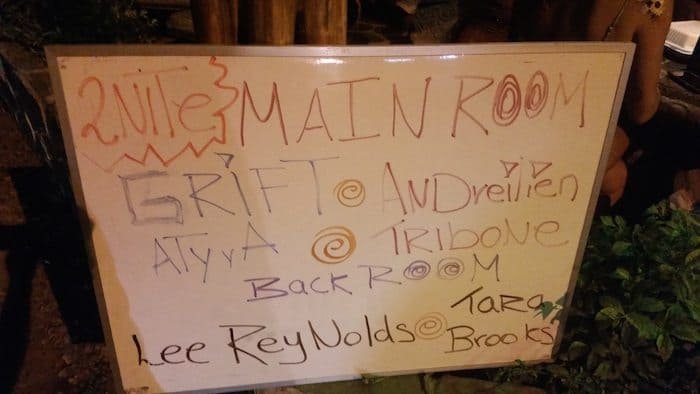 2NiTe MAIN ROOM
GRiFT @ ANDreilien
ATyyA @ TRIBONE
BACK ROOM
Lee ReyNolds @ Tara Brooks